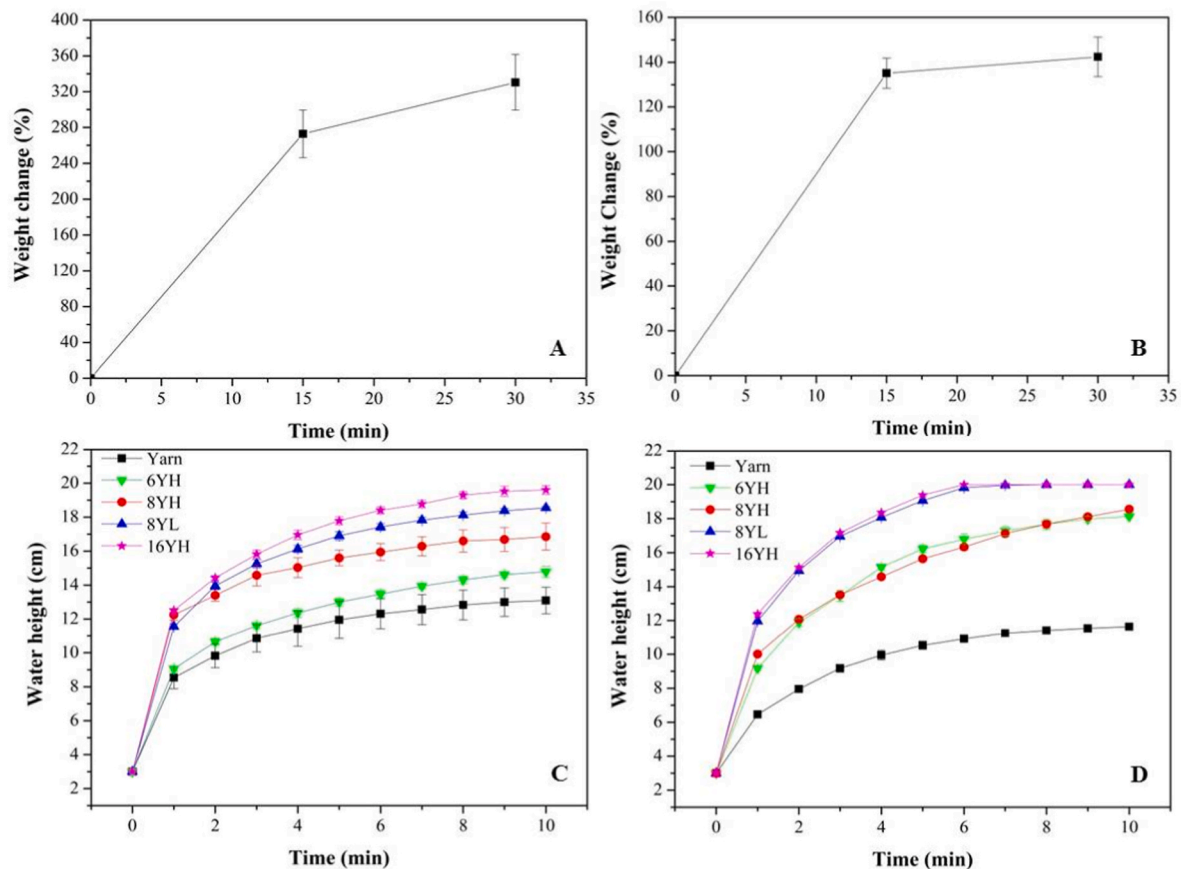 400
360
320
280
240
200
160
120
80
40
0
Weight change (%)
0 5 10 15 20 25 30 35
Time (min)
A
160
140
120
100
80
60
40
20
0
Weight Change (%)
0 5 10 15 20 25 30 35
Time (min)
B
22
20
18
16
14
12
10
8
6
4
2
Water height (cm)
Yarn
6YH
8YH
8YL
16YH
0 2 4 6 8 10
Time (min)
C
22
20
18
16
14
12
10
8
6
4
2
Water height (cm)
Yarn
6YH
8YH
8YL
16YH
0 2 4 6 8 10
Time (min)
D